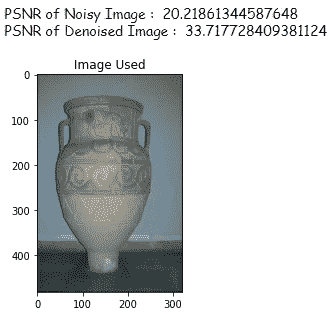 PSNR of Noisy Image : 20.21861344587648
PSNR of Denoised Image : 33.717728409381124
Image Used
0
100
200
300
400
0 100 200 300